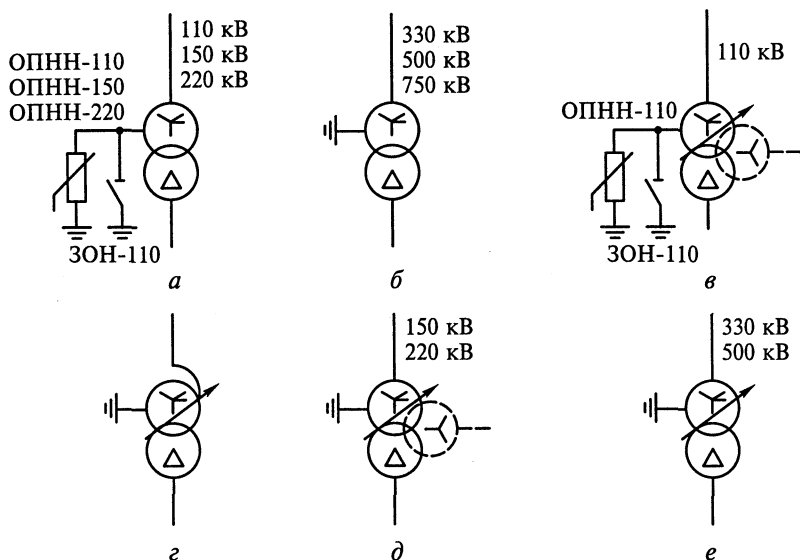 110 кВ
150 кВ
220 кВ
ОПНН-110
ОПНН-150
ОПНН-220
ЗОН-110
а
330 кВ
500 кВ
750 кВ
б
110 кВ
ОПНН-110
ЗОН-110
в
г
150 кВ
220 кВ
д
330 кВ
500 кВ
е